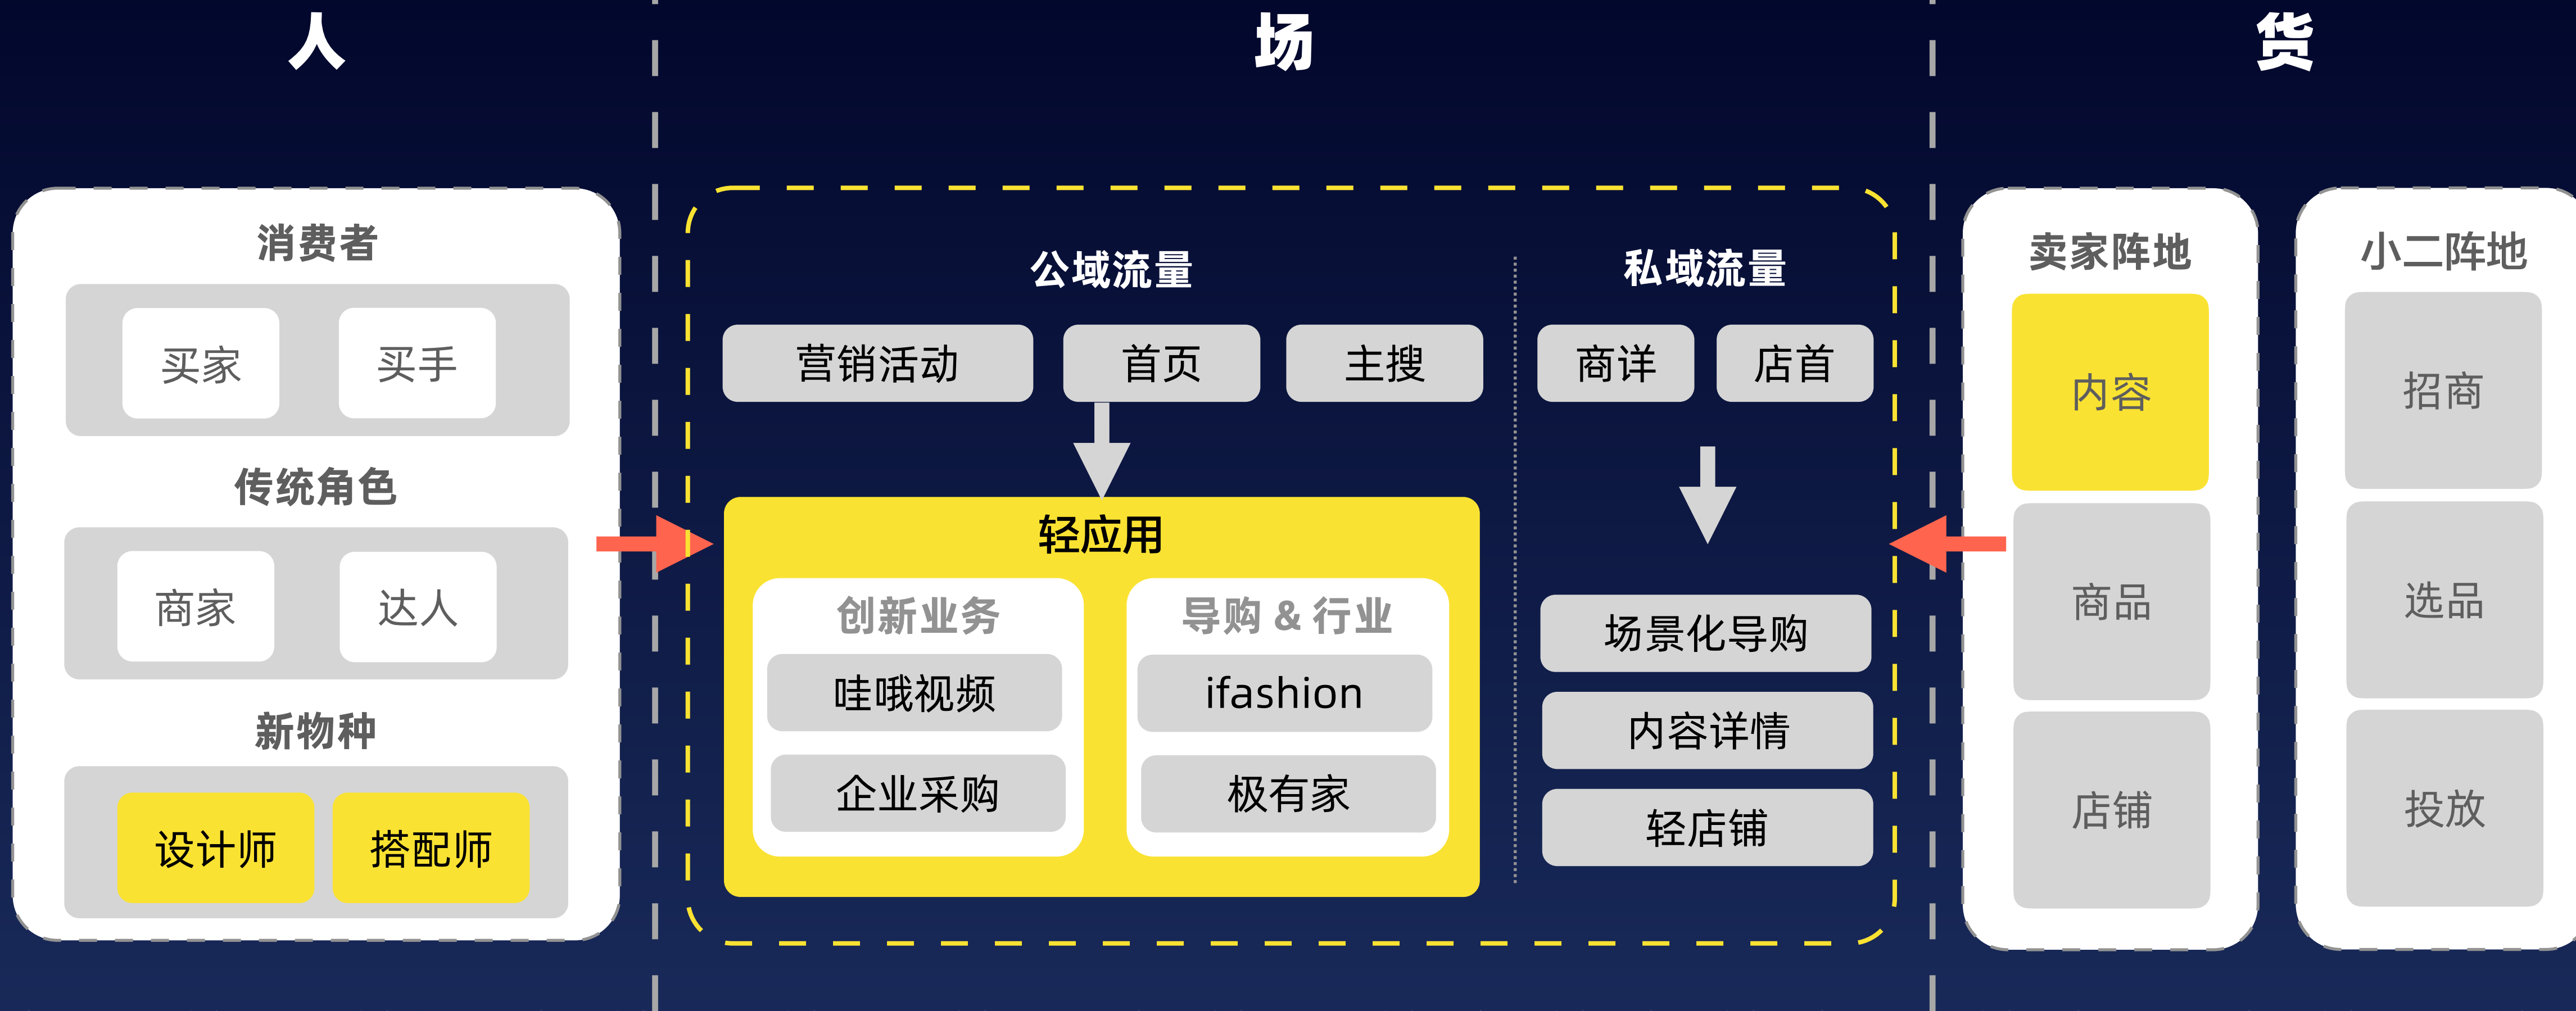 人
场
货
消费者
买家
买手
传统角色
商家
达人
新物种
设计师
搭配师
公域流量
营销活动
首页
主搜
轻应用
创新业务
哇哦视频
企业采购
导购 & 行业
ifashion
极有家
私域流量
商详
店首
场景化导购
内容详情
轻店铺
卖家阵地
内容
商品
店铺
小二阵地
招商
选品
投放